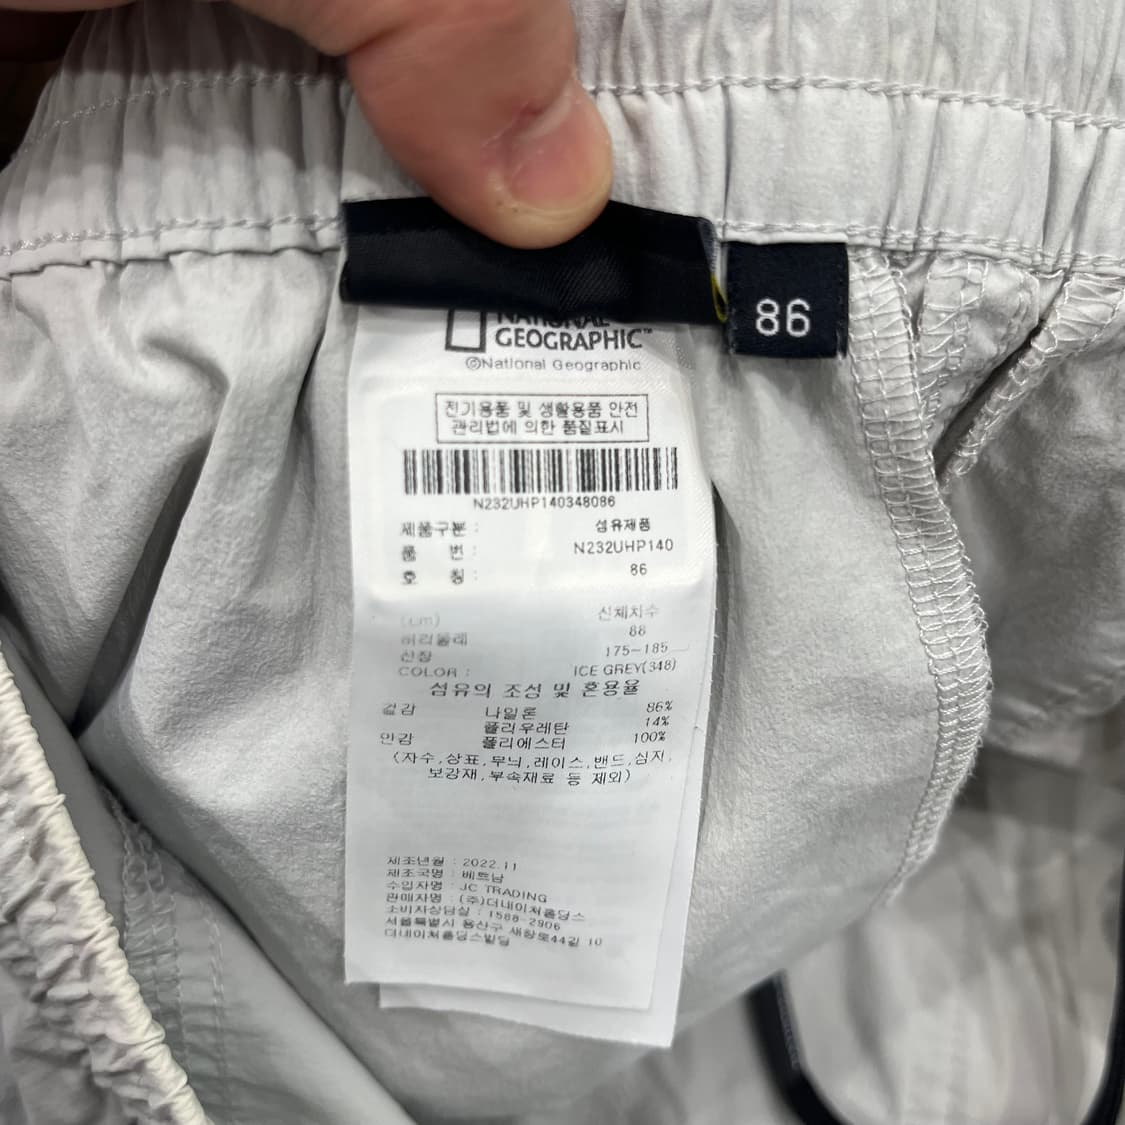 NATIONAL
GEOGRAPHIC™
©National Geographic
86
전기용품 및 생활용품 안전
관리법에 의한 품질표시
N232UHP140348086
제품구분 : 섬유제품
품 번 : N232UHP140
호 칭 : 86
(cm) 신체치수
허리둘레 88
신장 175-185
COLOR : ICE GREY(348)
섬유의 조성 및 혼용율
겉감 나일론 86%
폴리우레탄 14%
안감 폴리에스터 100%
(자수,상표,무늬,레이스,밴드,심지,
보강재,부속재료 등 제외)
제조년월 : 2022.11
제조국명 : 베트남
수입자명 : JC TRADING
판매자명 : (주)더네이쳐홀딩스
소비자상담실 : 1588-2906
서울특별시 용산구 새창로44길 10
더네이쳐홀딩스빌딩